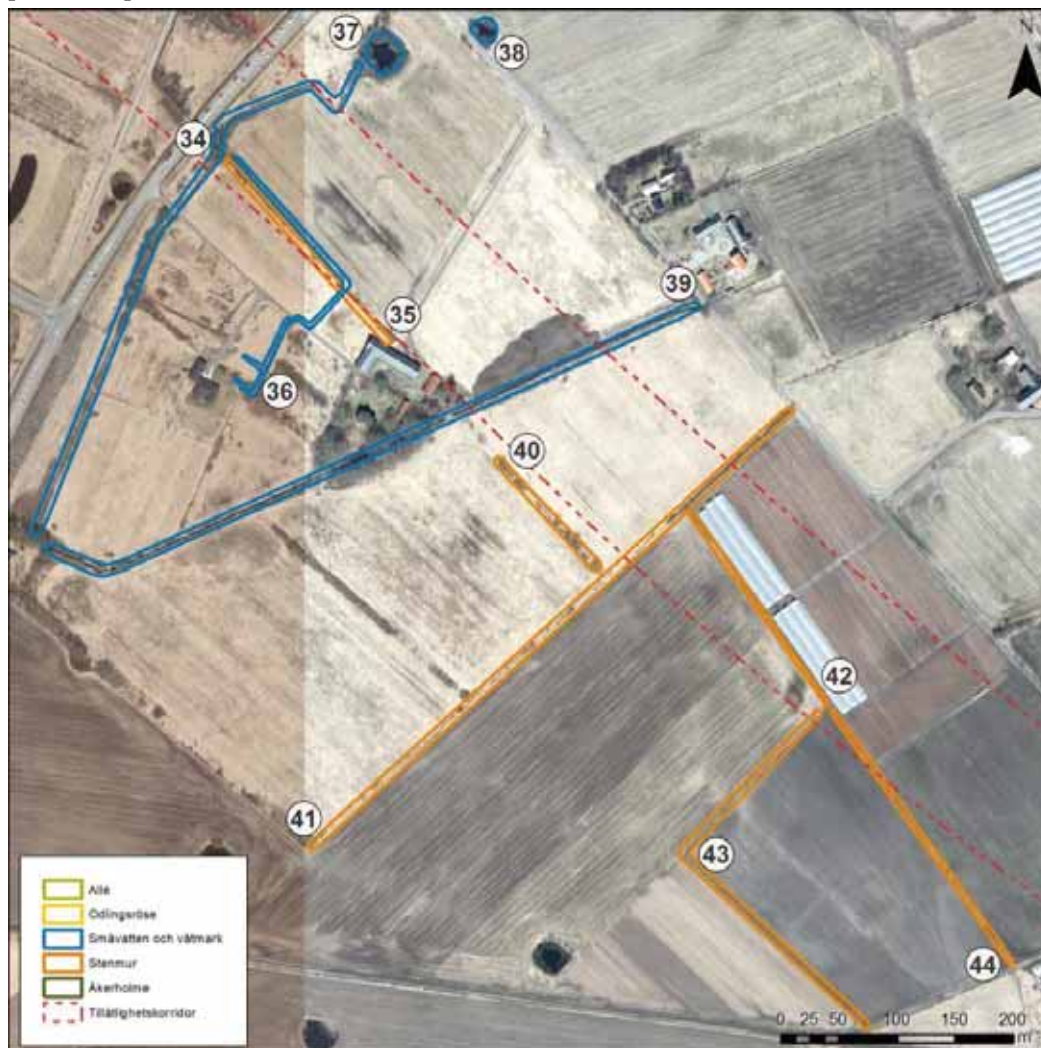 37
38
N
34
39
35
36
40
42
41
43
44
Allé
Odlingsröse
Småvatten och våtmark
Stenmur
Åkerholme
Tillåtlighetskorridor
0 25 50 100 150 200
m